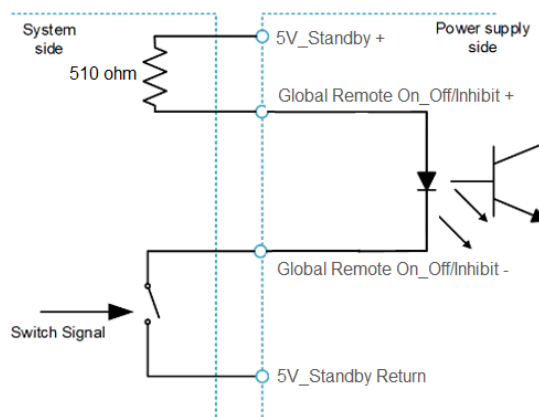 System
side
5V_Standby +
Power supply
side
510 ohm
Global Remote On_Off/Inhibit +
Global Remote On_Off/Inhibit -
Switch Signal
5V_Standby Return